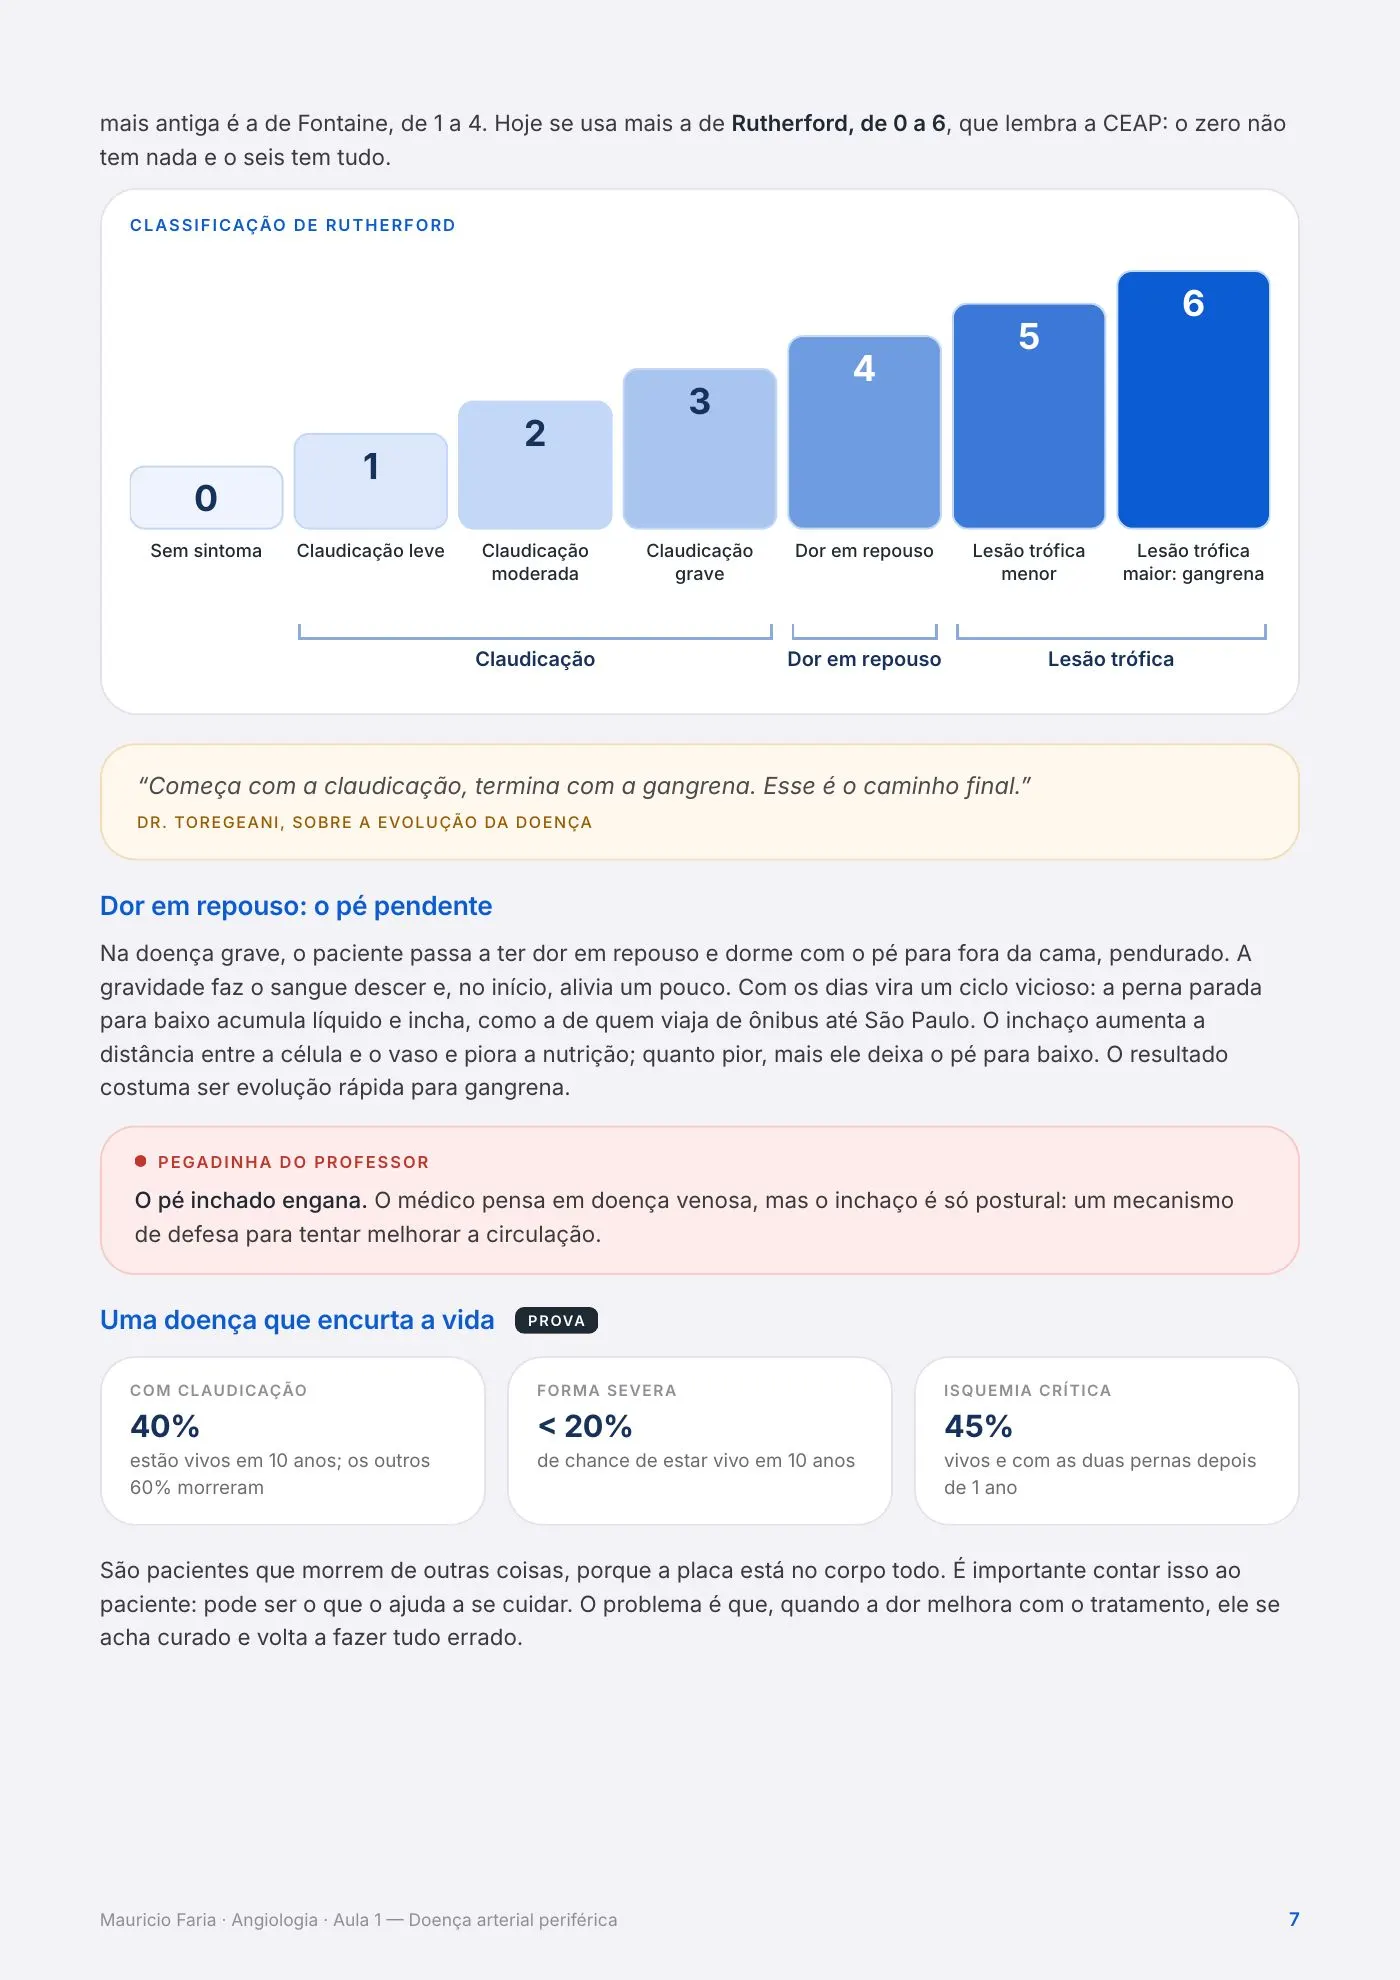 mais antiga é a de Fontaine, de 1 a 4. Hoje se usa mais a de Rutherford, de 0 a 6, que lembra a CEAP: o zero não
tem nada e o seis tem tudo.
CLASSIFICAÇÃO DE RUTHERFORD
0
1
2
3
4
5
6
Sem sintoma
Claudicação leve
Claudicação
moderada
Claudicação
grave
Dor em repouso
Lesão trófica
menor
Lesão trófica
maior: gangrena
Claudicação
Dor em repouso
Lesão trófica
“Começa com a claudicação, termina com a gangrena. Esse é o caminho final.”
DR. TOREGEANI, SOBRE A EVOLUÇÃO DA DOENÇA
Dor em repouso: o pé pendente
Na doença grave, o paciente passa a ter dor em repouso e dorme com o pé para fora da cama, pendurado. A
gravidade faz o sangue descer e, no início, alivia um pouco. Com os dias vira um ciclo vicioso: a perna parada
para baixo acumula líquido e incha, como a de quem viaja de ônibus até São Paulo. O inchaço aumenta a
distância entre a célula e o vaso e piora a nutrição; quanto pior, mais ele deixa o pé para baixo. O resultado
costuma ser evolução rápida para gangrena.
PEGADINHA DO PROFESSOR
O pé inchado engana. O médico pensa em doença venosa, mas o inchaço é só postural: um mecanismo
de defesa para tentar melhorar a circulação.
Uma doença que encurta a vida PROVA
COM CLAUDICAÇÃO
40%
estão vivos em 10 anos; os outros
60% morreram
FORMA SEVERA
< 20%
de chance de estar vivo em 10 anos
ISQUEMIA CRÍTICA
45%
vivos e com as duas pernas depois
de 1 ano
São pacientes que morrem de outras coisas, porque a placa está no corpo todo. É importante contar isso ao
paciente: pode ser o que o ajuda a se cuidar. O problema é que, quando a dor melhora com o tratamento, ele se
acha curado e volta a fazer tudo errado.
Mauricio Faria · Angiologia · Aula 1 — Doença arterial periférica
7